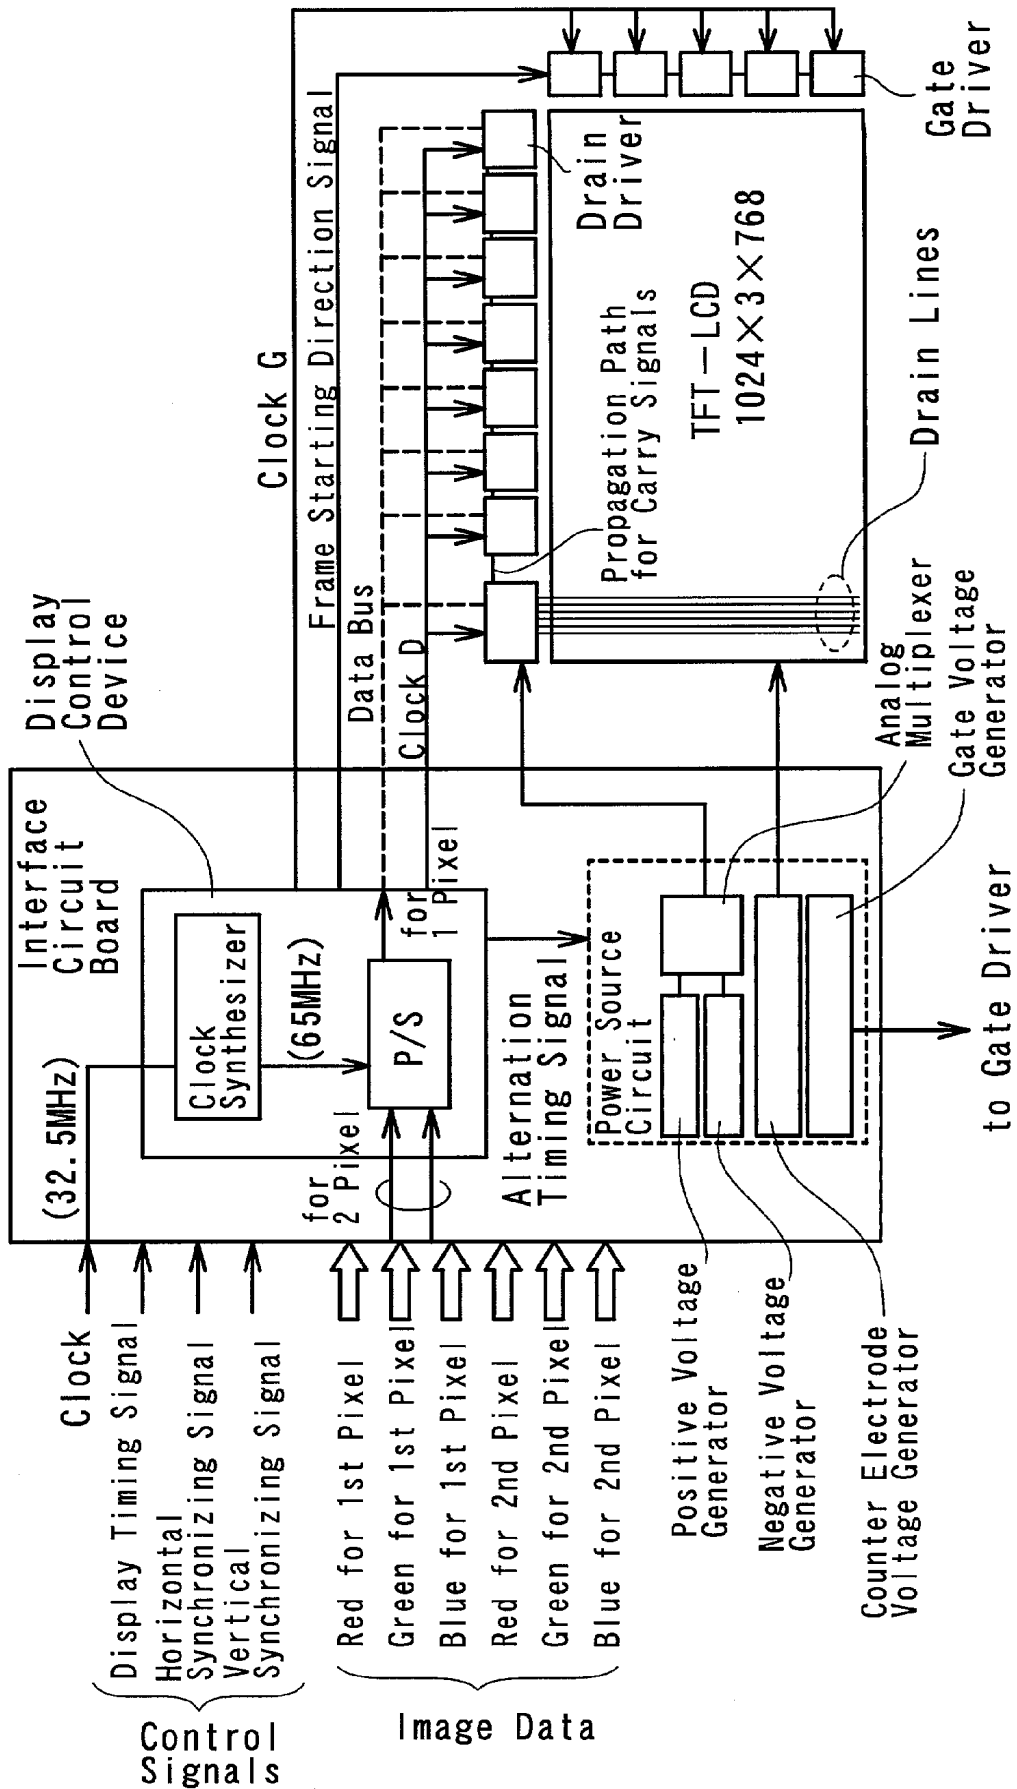 Control
Signals
Clock
Display Timing Signal
Horizontal
Synchronizing Signal
Vertical
Synchronizing Signal
Image Data
Red for 1st Pixel
Green for 1st Pixel
Blue for 1st Pixel
Red for 2nd Pixel
Green for 2nd Pixel
Blue for 2nd Pixel
Positive Voltage
Generator
Negative Voltage
Generator
Counter Electrode
Voltage Generator
Interface
Circuit
Board
(32.5MHz)
Clock
Synthesizer
(65MHz)
P/S
for
2 Pixel
for
1 Pixel
Alternation
Timing Signal
Power Source
Circuit
to Gate Driver
Display
Control
Device
Clock G
Frame Starting Direction Signal
Data Bus
Clock D
Analog
Multiplexer
Gate Voltage
Generator
Propagation Path
for Carry Signals
Drain
Driver
TFT-LCD
1024×3×768
Drain Lines
Gate
Driver